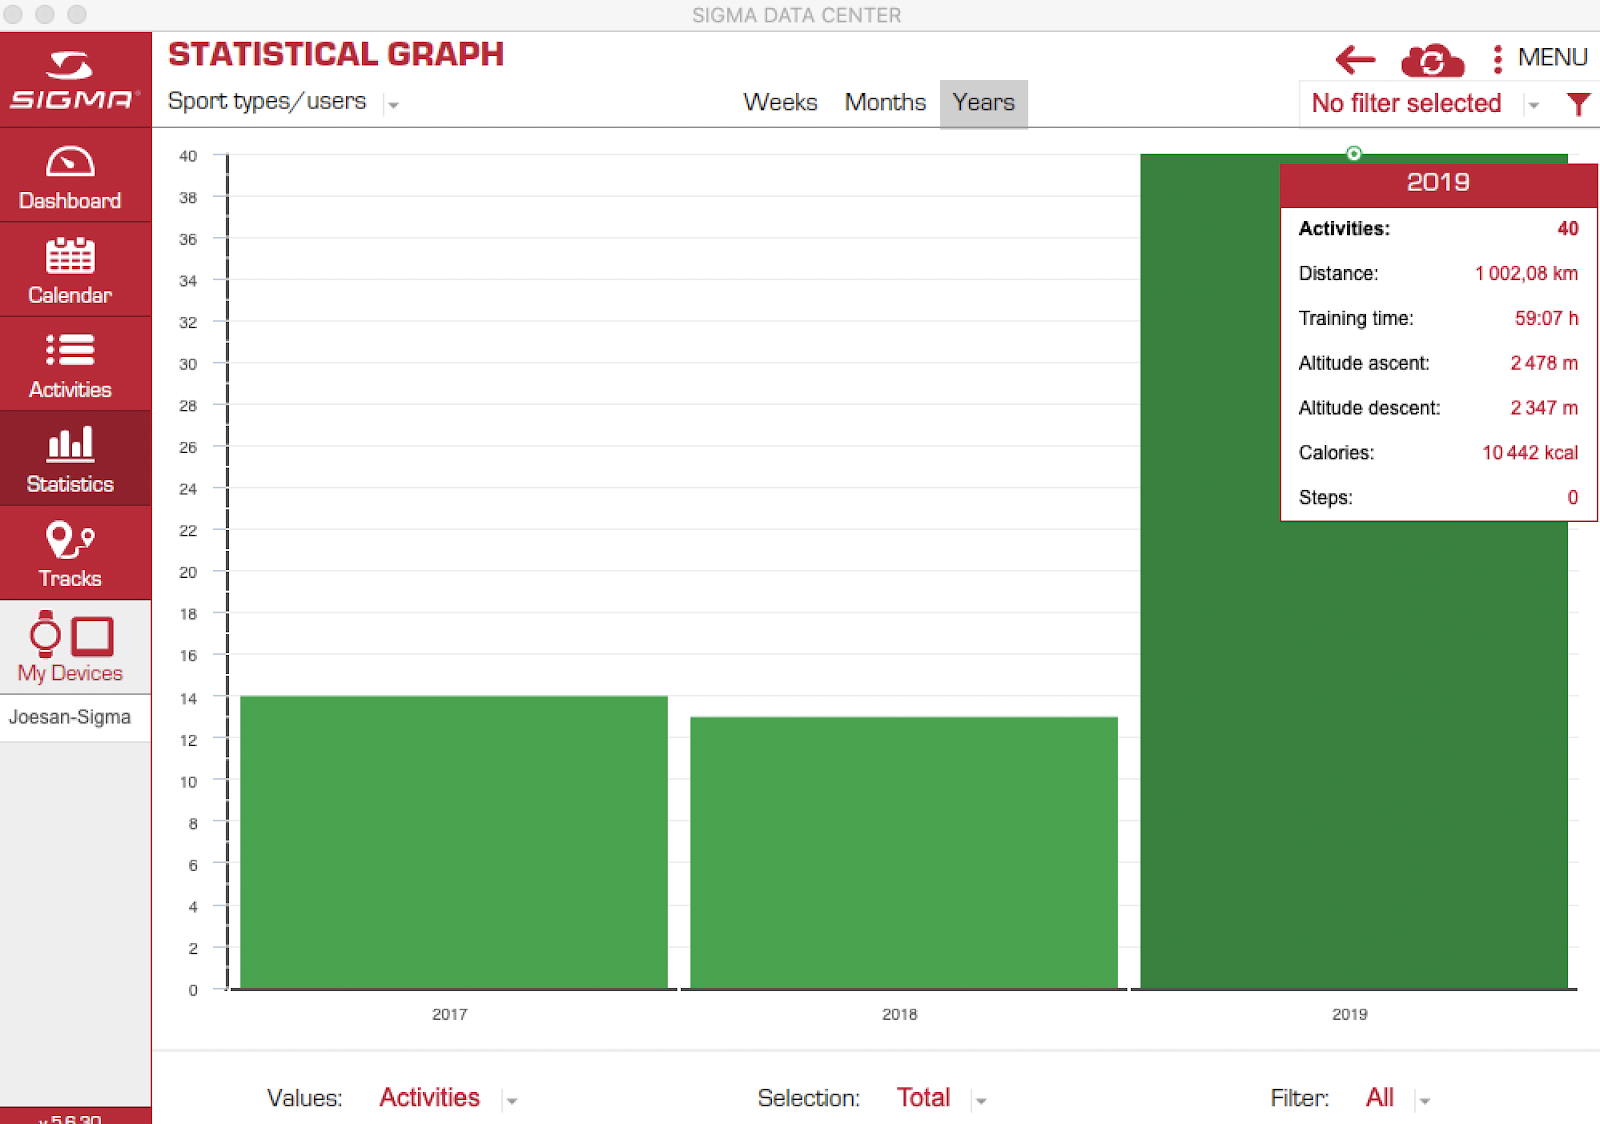 SIGMA DATA CENTER
SIGMA
STATISTICAL GRAPH
MENU
Sport types/users
Weeks Months Years
No filter selected
Dashboard
Calendar
Activities
Statistics
Tracks
My Devices
Joesan-Sigma
v.5.6.30
40
38
36
34
32
30
28
26
24
22
20
18
16
14
12
10
8
6
4
2
0
2017 2018 2019
2019
Activities: 40
Distance: 1 002,08 km
Training time: 59:07 h
Altitude ascent: 2 478 m
Altitude descent: 2 347 m
Calories: 10 442 kcal
Steps: 0
Values: Activities
Selection: Total
Filter: All